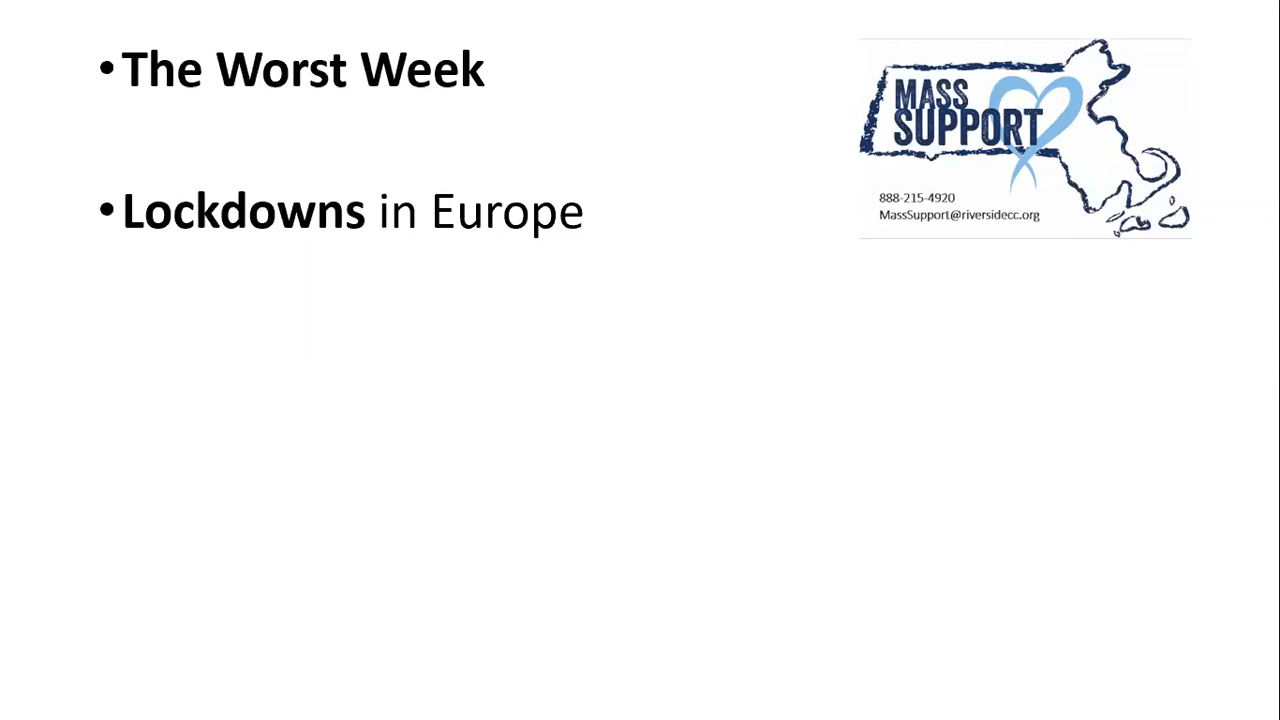 • The Worst Week
• Lockdowns in Europe
MASS
SUPPORT
888-215-4920
MassSupport@riversidecc.org